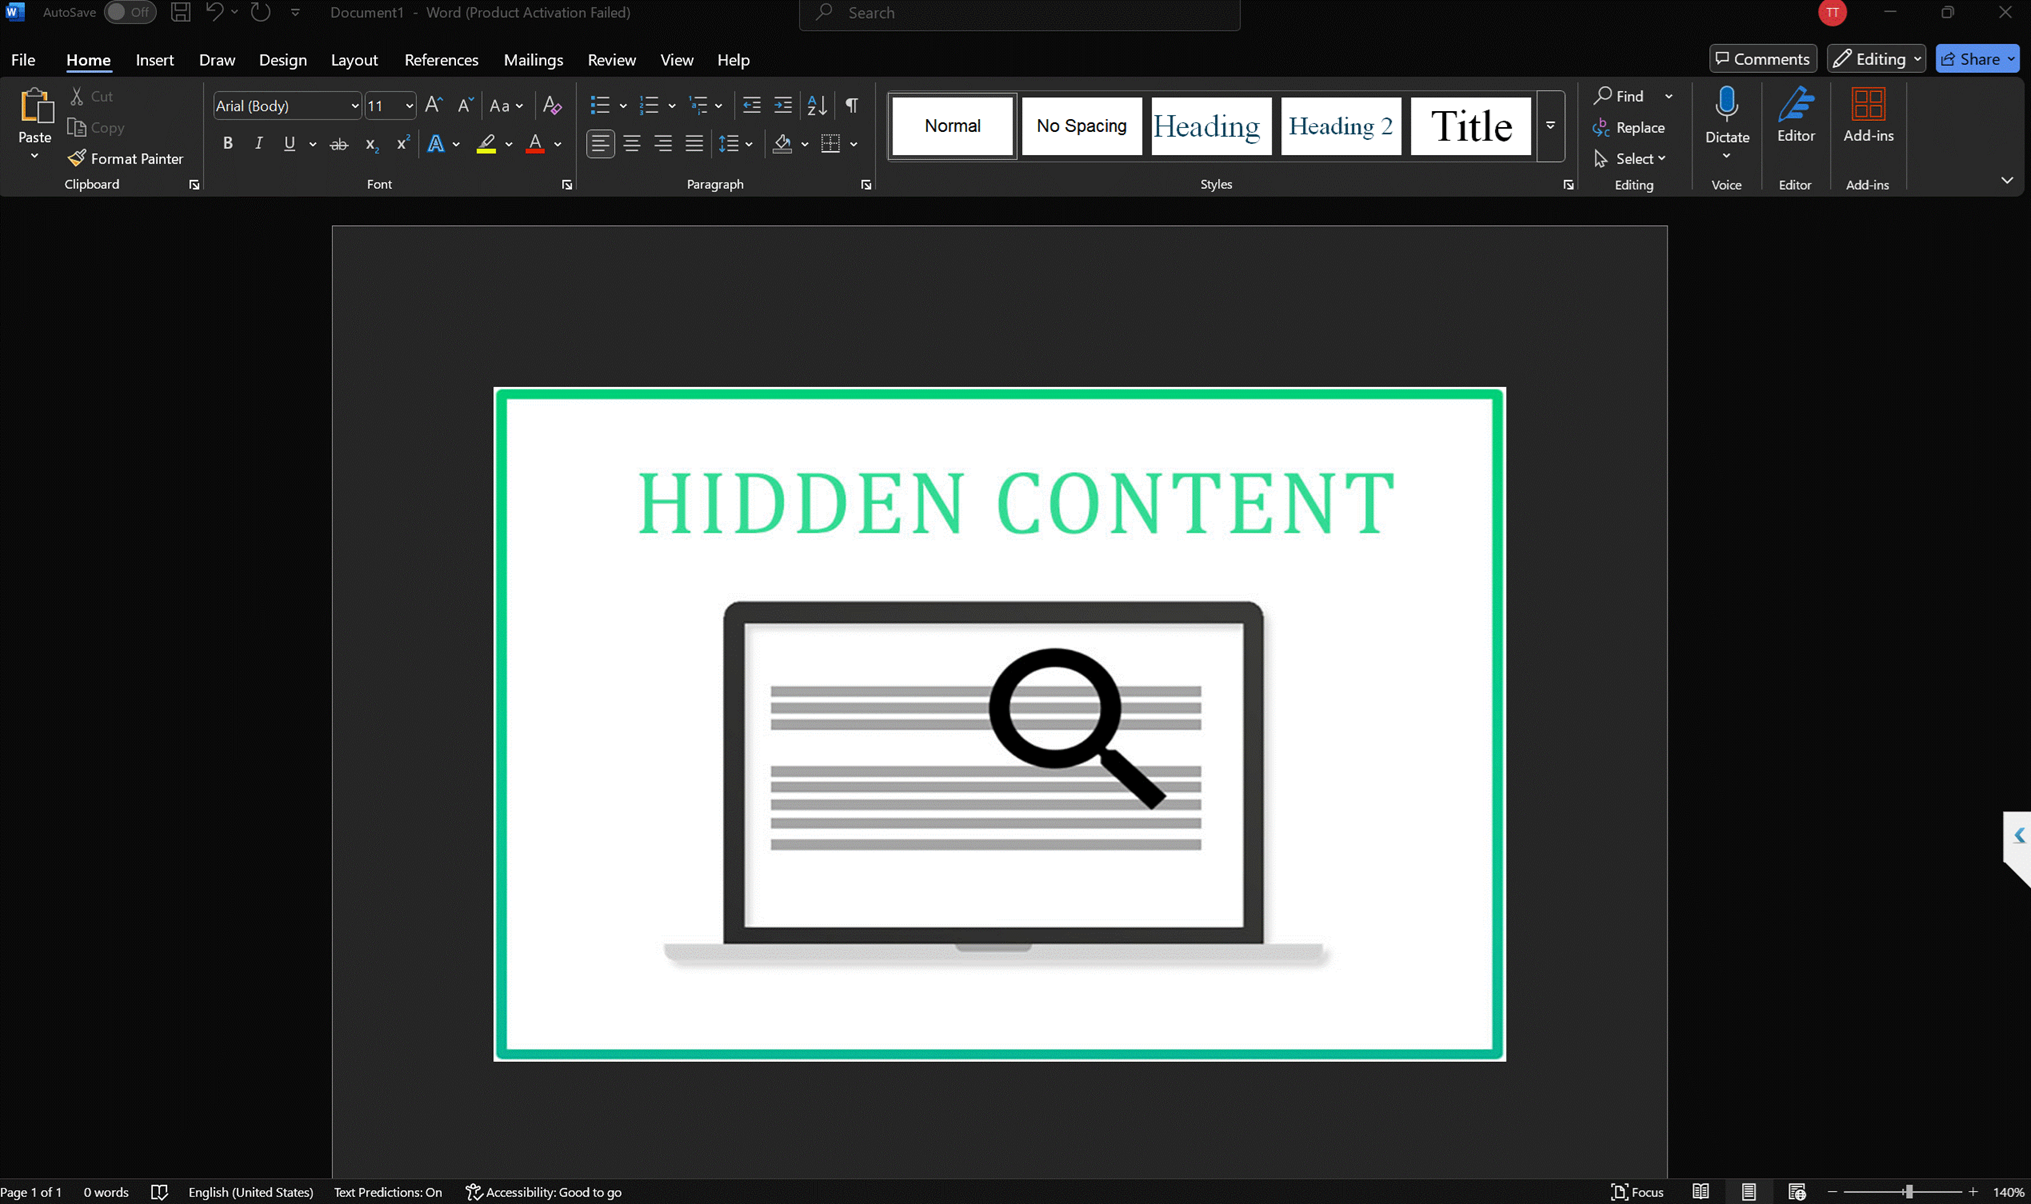 AutoSave Off Document1 - Word (Product Activation Failed) Search TT
File Home Insert Draw Design Layout References Mailings Review View Help Comments Editing Share
Paste
Cut
Copy
Format Painter
Clipboard
Arial (Body) 11 Aa
B I U ab x₂ x² A A
Font
Paragraph
Normal No Spacing Heading Heading 2 Title
Styles
Find
Replace
Select
Editing
Dictate
Voice
Editor
Editor
Add-ins
Add-ins
HIDDEN CONTENT
Page 1 of 1 0 words English (United States) Text Predictions: On Accessibility: Good to go Focus 140%